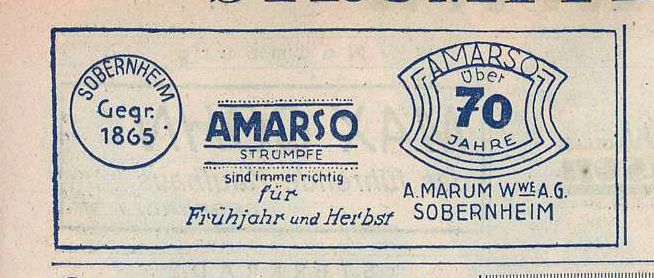 SOBERNHEIM
Gegr.
1865
AMARSO
STRÜMPFE
sind immer richtig
für
Frühjahr und Herbst
AMARSO
über
70
JAHRE
A. MARUM WWE A.G.
SOBERNHEIM